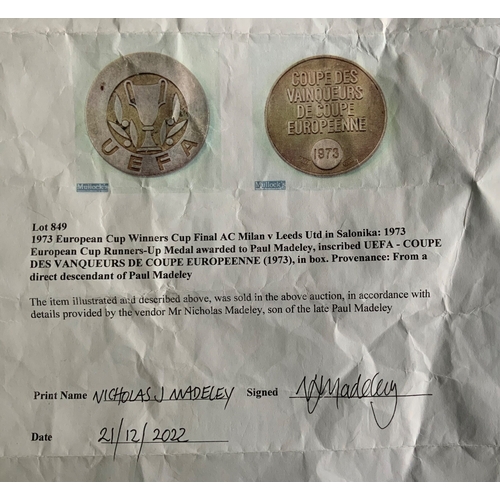 UEFA
COUPE DES
VAINQUEURS
DE COUPE
EUROPÉENNE
1973
Mullock's
Mullock's
Lot 849
1973 European Cup Winners Cup Final AC Milan v Leeds Utd in Salonika: 1973
European Cup Runners-Up Medal awarded to Paul Madeley, inscribed UEFA - COUPE
DES VANQUEURS DE COUPE EUROPEENNE (1973), in box. Provenance: From a
direct descendant of Paul Madeley
The item illustrated and described above, was sold in the above auction, in accordance with
details provided by the vendor Mr Nicholas Madeley, son of the late Paul Madeley
Print Name NICHOLAS J MADELEY Signed NJMadeley
Date 21/12/2022